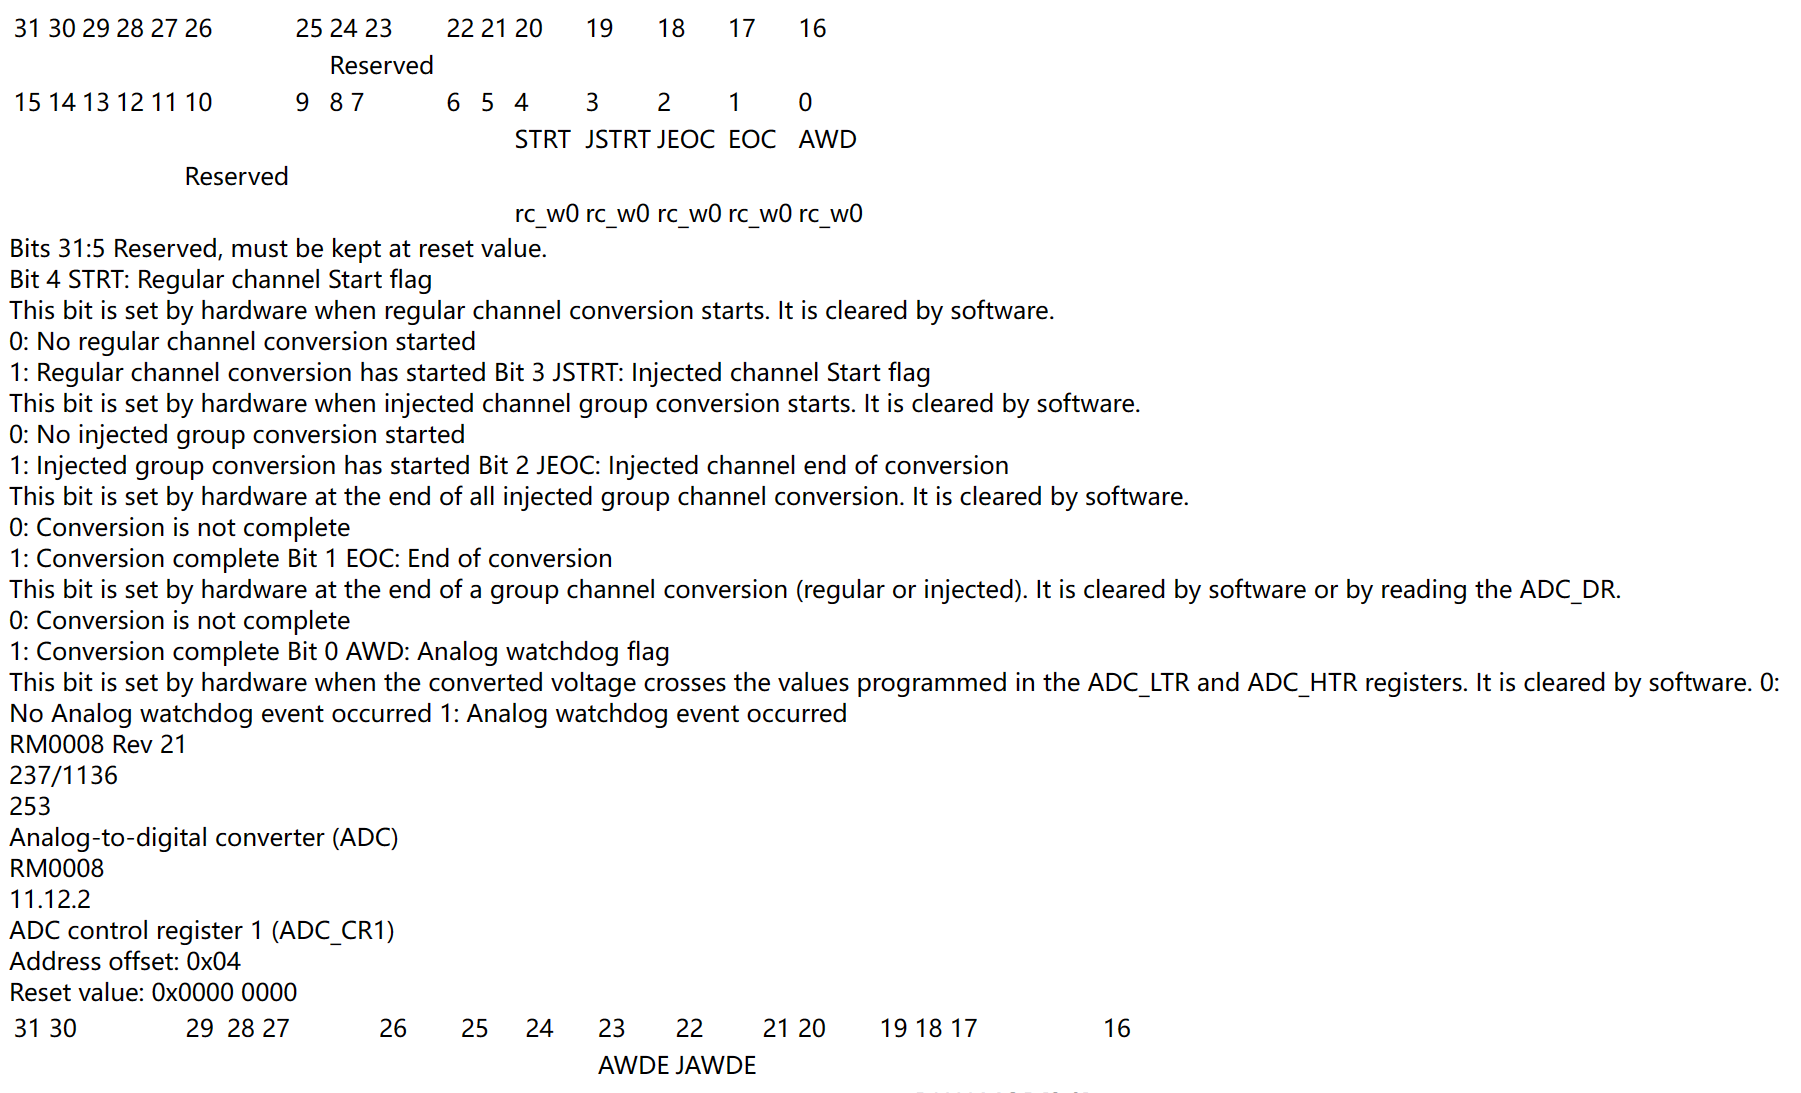 31 30 29 28 27 26 25 24 23 22 21 20 19 18 17 16
Reserved
15 14 13 12 11 10 9 8 7 6 5 4 3 2 1 0
STRT JSTRT JEOC EOC AWD
Reserved
rc_w0 rc_w0 rc_w0 rc_w0 rc_w0
Bits 31:5 Reserved, must be kept at reset value.
Bit 4 STRT: Regular channel Start flag
This bit is set by hardware when regular channel conversion starts. It is cleared by software.
0: No regular channel conversion started
1: Regular channel conversion has started Bit 3 JSTRT: Injected channel Start flag
This bit is set by hardware when injected channel group conversion starts. It is cleared by software.
0: No injected group conversion started
1: Injected group conversion has started Bit 2 JEOC: Injected channel end of conversion
This bit is set by hardware at the end of all injected group channel conversion. It is cleared by software.
0: Conversion is not complete
1: Conversion complete Bit 1 EOC: End of conversion
This bit is set by hardware at the end of a group channel conversion (regular or injected). It is cleared by software or by reading the ADC_DR.
0: Conversion is not complete
1: Conversion complete Bit 0 AWD: Analog watchdog flag
This bit is set by hardware when the converted voltage crosses the values programmed in the ADC_LTR and ADC_HTR registers. It is cleared by software. 0:
No Analog watchdog event occurred 1: Analog watchdog event occurred
RM0008 Rev 21
237/1136
253
Analog-to-digital converter (ADC)
RM0008
11.12.2
ADC control register 1 (ADC_CR1)
Address offset: 0x04
Reset value: 0x0000 0000
31 30 29 28 27 26 25 24 23 22 21 20 19 18 17 16
AWDE JAWDE